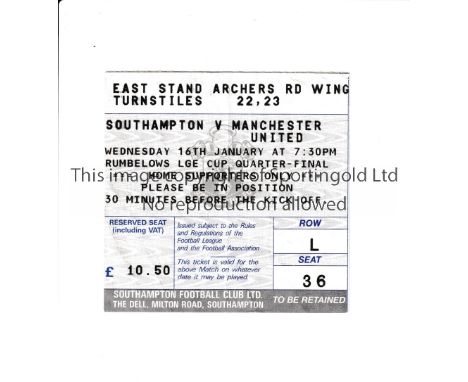 EAST STAND ARCHERS RD WING
TURNSTILES 22,23
SOUTHAMPTON V MANCHESTER
UNITED
WEDNESDAY 16TH JANUARY AT 7:30PM
RUMBELOWS LGE CUP QUARTER-FINAL
This image copyright of Sportingold Ltd
HOME SUPPORTERS ONLY
PLEASE BE IN POSITION
No reproduction allowed
30 MINUTES BEFORE THE KICK OFF
RESERVED SEAT
(including VAT)
£ 10.50
Issued subject to the Rules
and Regulations of the
Football League
and the Football Association
This ticket is valid for the
above Match on whatever
date it may be played.
ROW
L
SEAT
36
SOUTHAMPTON FOOTBALL CLUB LTD.
THE DELL, MILTON ROAD, SOUTHAMPTON
TO BE RETAINED